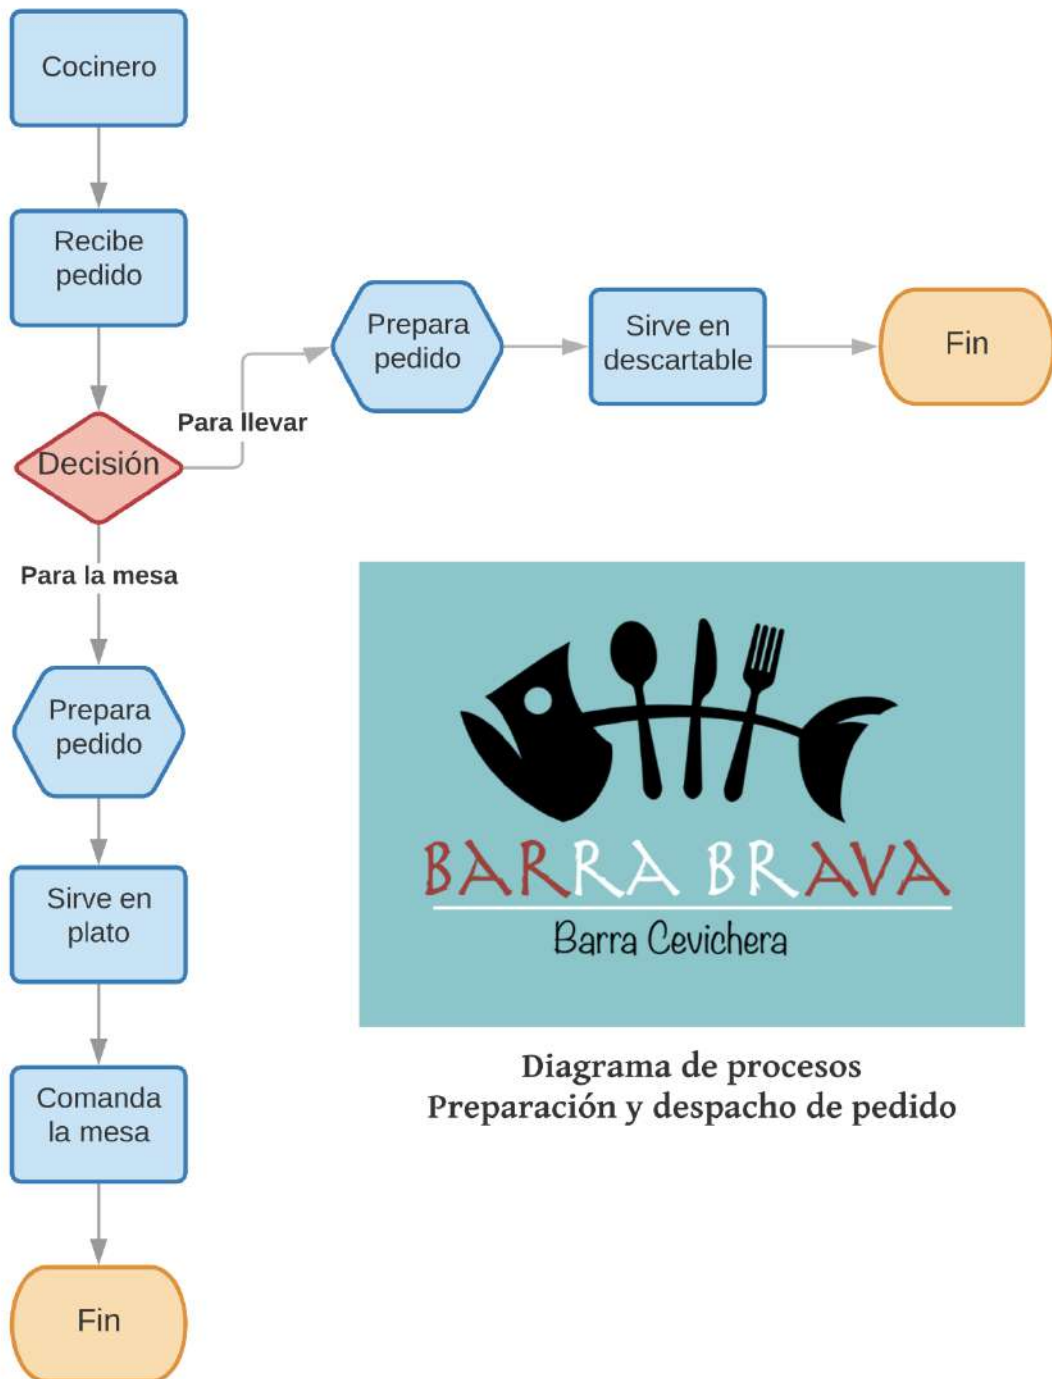 Cocinero
Recibe
pedido
Decisión
Para llevar
Prepara
pedido
Sirve en
descartable
Fin
Para la mesa
Prepara
pedido
Sirve en
plato
Comanda
la mesa
Fin
BARRA BRAVA
Barra Cevichera
Diagrama de procesos
Preparación y despacho de pedido